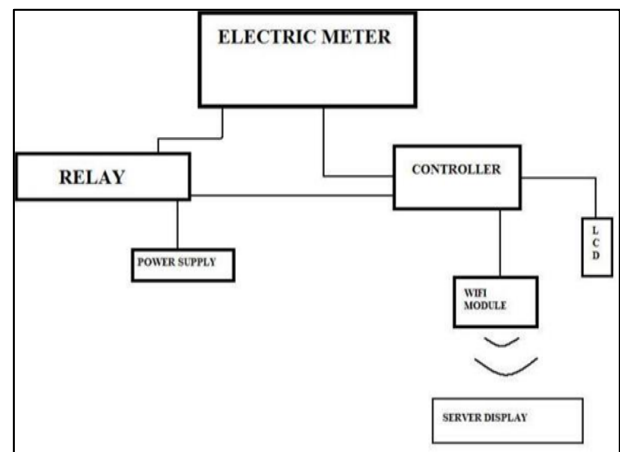 ELECTRIC METER
RELAY
CONTROLLER
POWER SUPPLY
L
C
D
WIFI
MODULE
SERVER DISPLAY